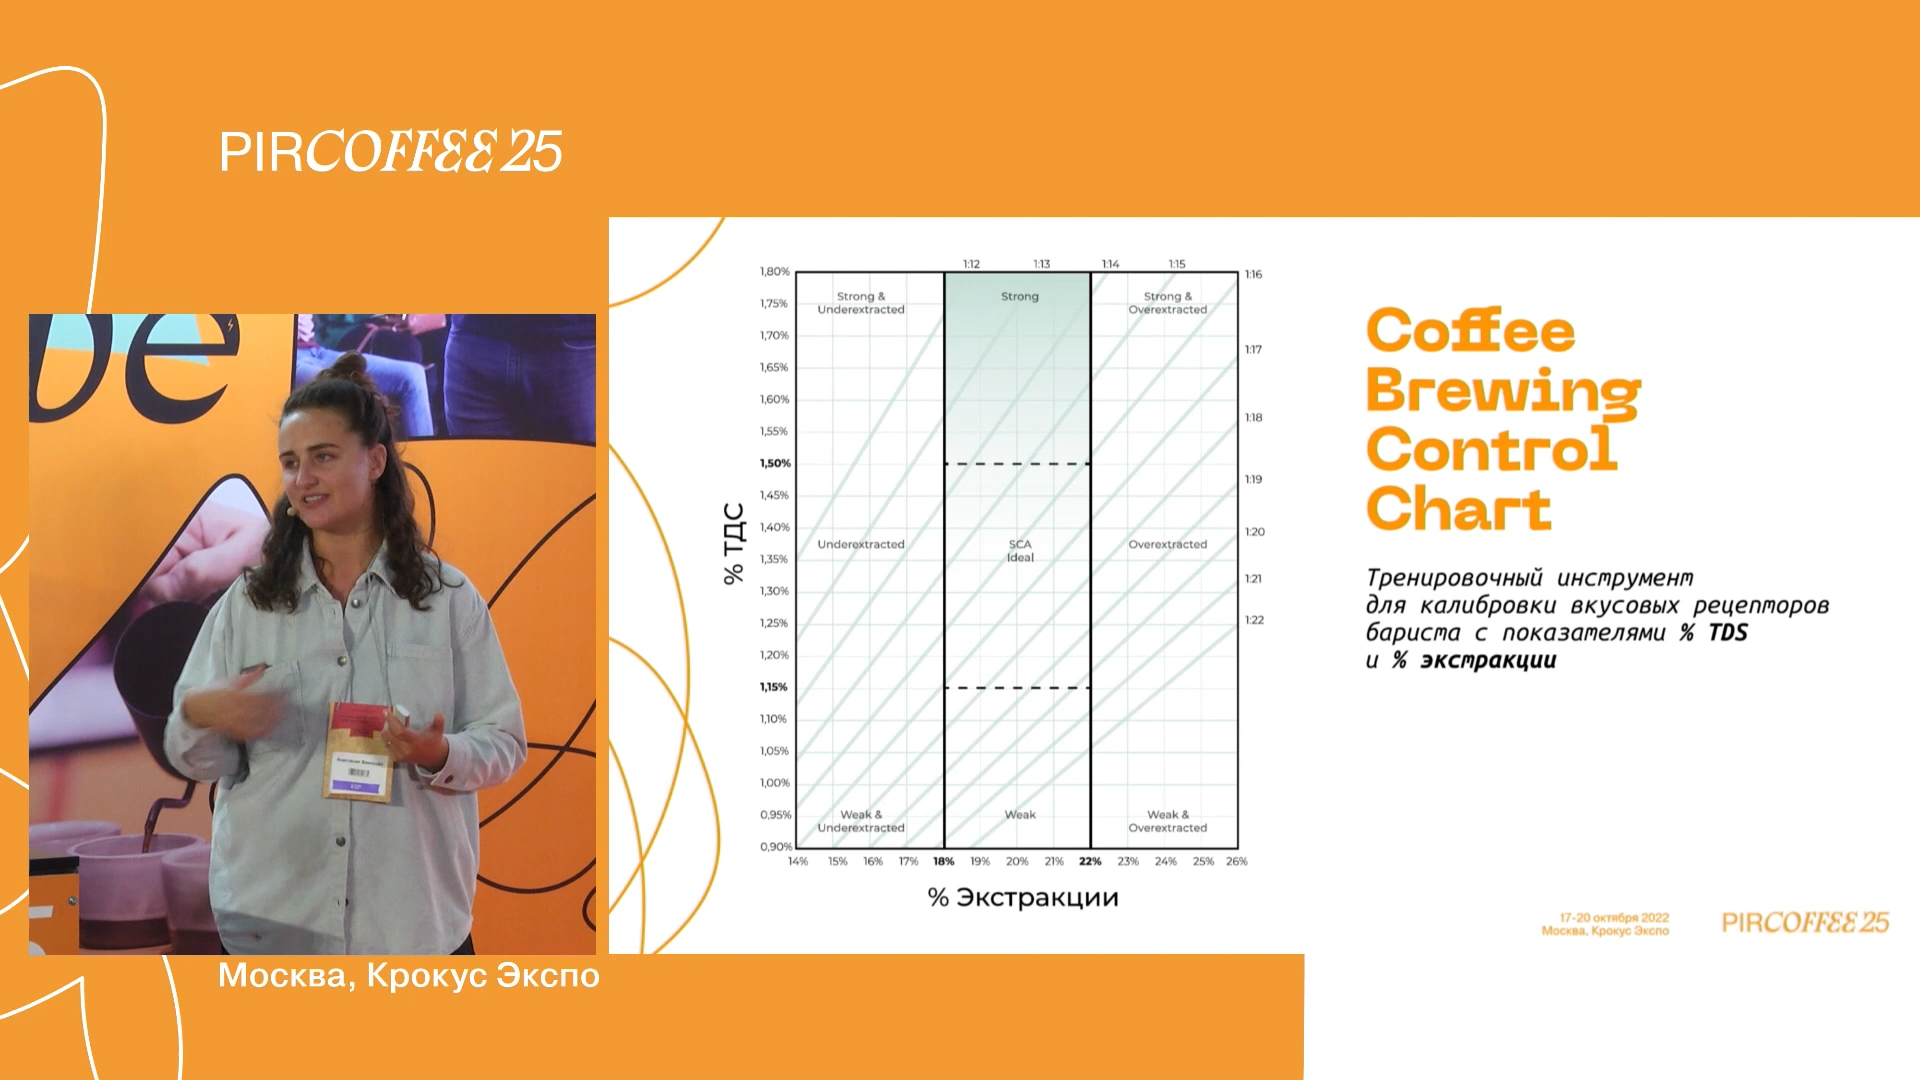 PIRCOFFEE 25
be
Москва, Крокус Экспо
1:12 1:13 1:14 1:15
1:16
1:17
1:18
1:19
1:20
1:21
1:22
1,80%
1,75%
1,70%
1,65%
1,60%
1,55%
1,50%
1,45%
1,40%
1,35%
1,30%
1,25%
1,20%
1,15%
1,10%
1,05%
1,00%
0,95%
0,90%
% ТДС
Strong &
Underextracted
Strong
Strong &
Overextracted
Underextracted
SCA
Ideal
Overextracted
Weak &
Underextracted
Weak
Weak &
Overextracted
14% 15% 16% 17% 18% 19% 20% 21% 22% 23% 24% 25% 26%
% Экстракции
Coffee
Brewing
Control
Chart
Тренировочный инструмент
для калибровки вкусовых рецепторов
бариста с показателями % TDS
и % экстракции
17-20 октября 2022
Москва, Крокус Экспо
PIRCOFFEE 25